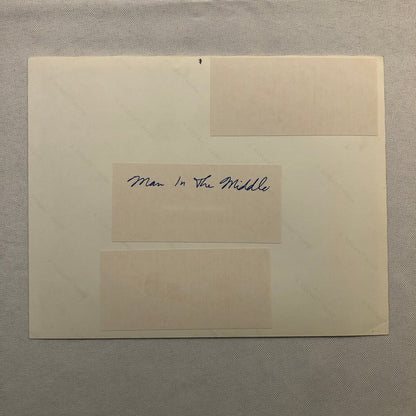 Man In The Middle